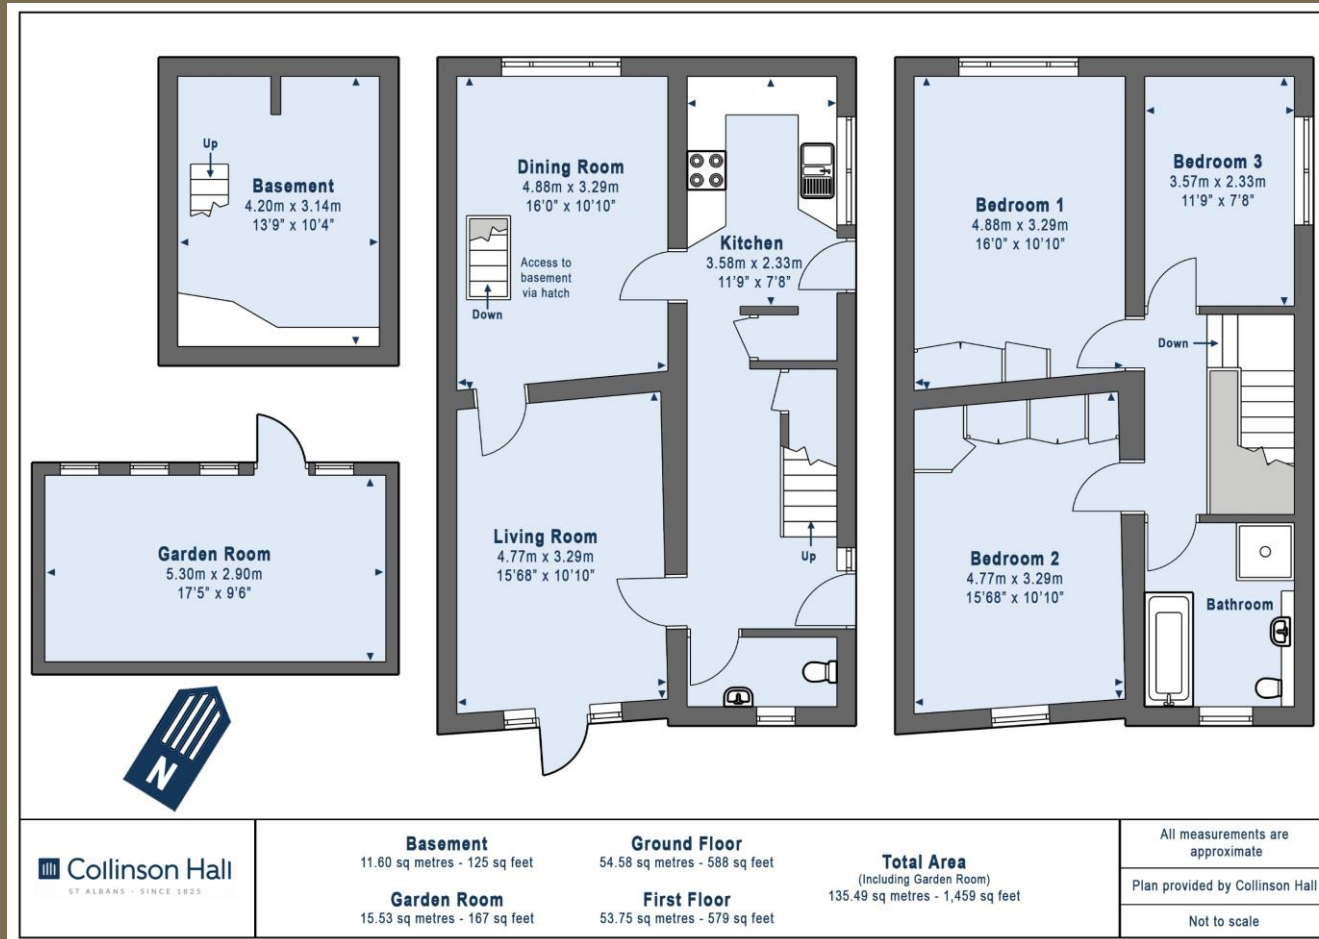 Up
Basement
4.20m x 3.14m
13'9" x 10'4"
Garden Room
5.30m x 2.90m
17'5" x 9'6"
N
Dining Room
4.88m x 3.29m
16'0" x 10'10"
Access to
basement
via hatch
Down
Kitchen
3.58m x 2.33m
11'9" x 7'8"
Living Room
4.77m x 3.29m
15'68" x 10'10"
Up
Bedroom 1
4.88m x 3.29m
16'0" x 10'10"
Bedroom 3
3.57m x 2.33m
11'9" x 7'8"
Down
Bedroom 2
4.77m x 3.29m
15'68" x 10'10"
Bathroom
Collinson Hall
ST ALBANS - SINCE 1825
Basement
11.60 sq metres - 125 sq feet
Garden Room
15.53 sq metres - 167 sq feet
Ground Floor
54.58 sq metres - 588 sq feet
First Floor
53.75 sq metres - 579 sq feet
Total Area
(Including Garden Room)
135.49 sq metres - 1,459 sq feet
All measurements are
approximate
Plan provided by Collinson Hall
Not to scale